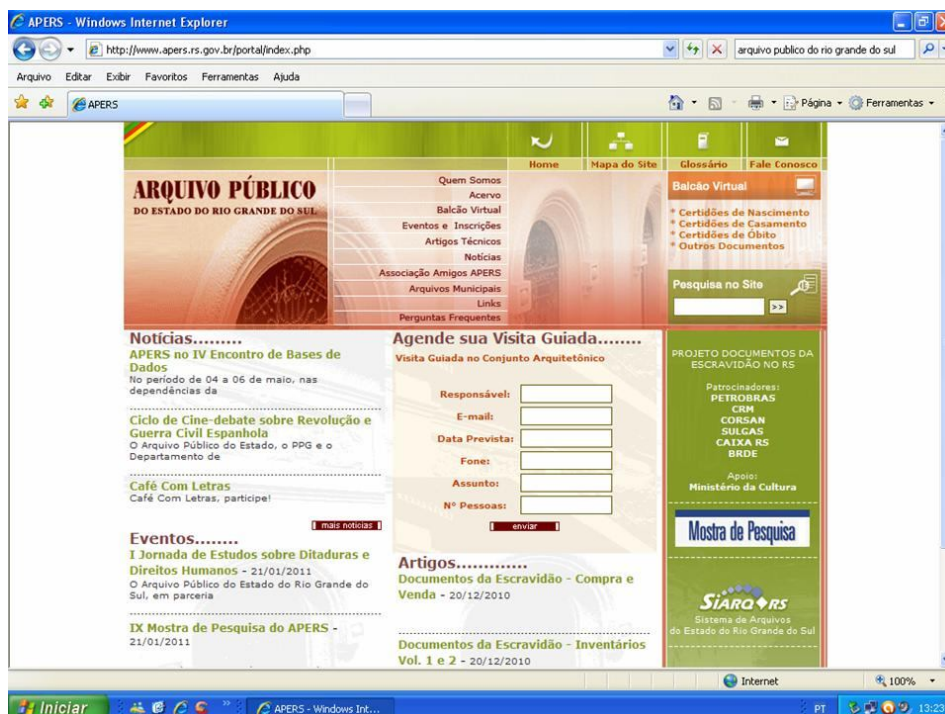 APERS - Windows Internet Explorer
http://www.apers.rs.gov.br/portal/index.php
arquivo publico do rio grande do sul
Arquivo Editar Exibir Favoritos Ferramentas Ajuda
APERS
Página
Ferramentas
Home
Mapa do Site
Glossário
Fale Conosco
ARQUIVO PÚBLICO
DO ESTADO DO RIO GRANDE DO SUL
Quem Somos
Acervo
Balcão Virtual
Eventos e Inscrições
Artigos Técnicos
Notícias
Associação Amigos APERS
Arquivos Municipais
Links
Perguntas Frequentes
Balcão Virtual
* Certidões de Nascimento
* Certidões de Casamento
* Certidões de Óbito
* Outros Documentos
Pesquisa no Site
>>
Notícias.........
APERS no IV Encontro de Bases de
Dados
No período de 04 a 06 de maio, nas
dependências da
Ciclo de Cine-debate sobre Revolução e
Guerra Civil Espanhola
O Arquivo Público do Estado, o PPG e o
Departamento de
Café Com Letras
Café Com Letras, participe!
mais noticias
Eventos........
I Jornada de Estudos sobre Ditaduras e
Direitos Humanos - 21/01/2011
O Arquivo Público do Estado do Rio Grande do
Sul, em parceria
IX Mostra de Pesquisa do APERS -
21/01/2011
Agende sua Visita Guiada........
Visita Guiada no Conjunto Arquitetônico
Responsável:
E-mail:
Data Prevista:
Fone:
Assunto:
Nº Pessoas:
enviar
Artigos.............
Documentos da Escravidão - Compra e
Venda - 20/12/2010
Documentos da Escravidão - Inventários
Vol. 1 e 2 - 20/12/2010
PROJETO DOCUMENTOS DA
ESCRAVIDÃO NO RS
Patrocinadores:
PETROBRAS
CRM
CORSAN
SULGAS
CAIXA RS
BRDE
Apoio:
Ministério da Cultura
Mostra de Pesquisa
SIARQ RS
Sistema de Arquivos
do Estado do Rio Grande do Sul
Internet
100%
Iniciar
APERS - Windows Int...
PT
13:23